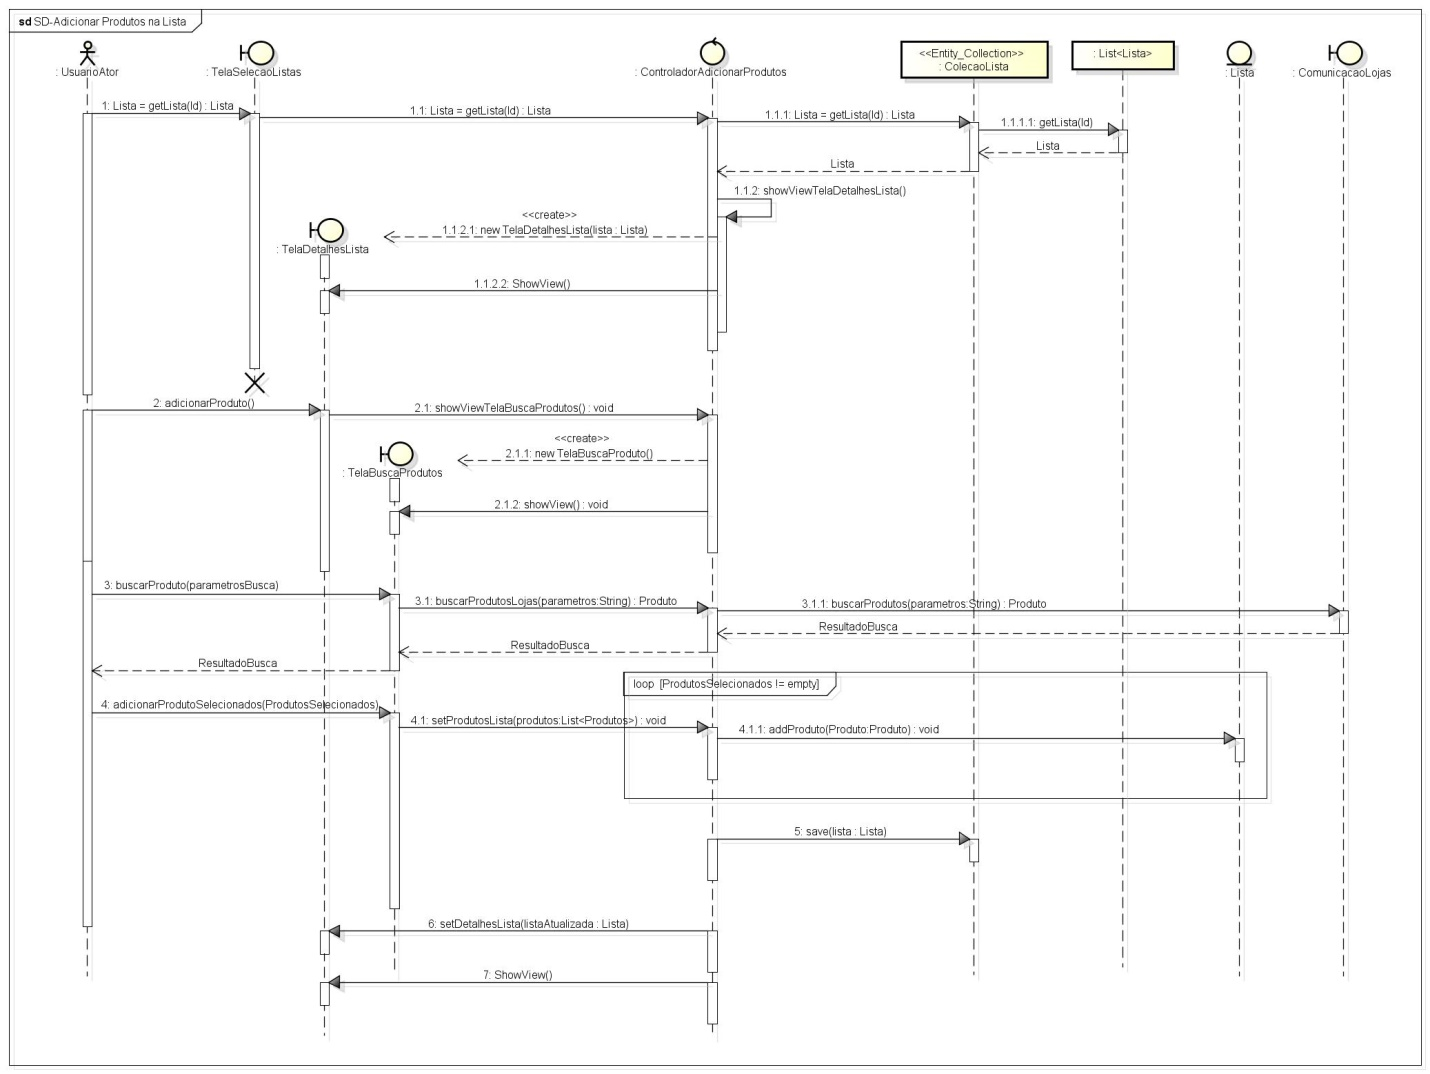 sd SD-Adicionar Produtos na Lista
: UsuarioAtor
: TelaSelecaoListas
: ControladorAdicionarProdutos
<<Entity_Collection>>
: ColecaoLista
: List<Lista>
: Lista
: ComunicacaoLojas
1: Lista = getLista(Id) : Lista
1.1: Lista = getLista(Id) : Lista
1.1.1: Lista = getLista(Id) : Lista
1.1.1.1: getLista(Id)
Lista
Lista
1.1.2: showViewTelaDetalhesLista()
<<create>>
1.1.2.1: new TelaDetalhesLista(lista : Lista)
: TelaDetalhesLista
1.1.2.2: ShowView()
2: adicionarProduto()
2.1: showViewTelaBuscaProdutos() : void
<<create>>
2.1.1: new TelaBuscaProduto()
: TelaBuscaProdutos
2.1.2: showView() : void
3: buscarProduto(parametrosBusca)
3.1: buscarProdutosLojas(parametros:String) : Produto
3.1.1: buscarProdutos(parametros:String) : Produto
ResultadoBusca
ResultadoBusca
ResultadoBusca
loop [ProdutosSelecionados != empty]
4: adicionarProdutoSelecionados(ProdutosSelecionados)
4.1: setProdutosLista(produtos:List<Produtos>) : void
4.1.1: addProduto(Produto:Produto) : void
5: save(lista : Lista)
6: setDetalhesLista(listaAtualizada : Lista)
7: ShowView()